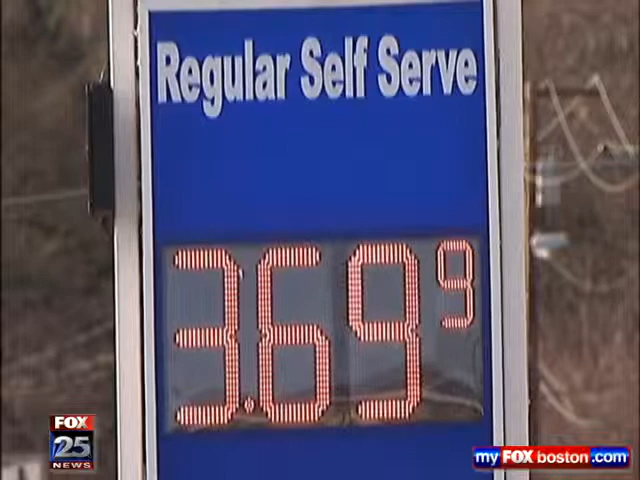 Regular Self Serve
3.69 9
FOX
25
NEWS
myFOXboston.com